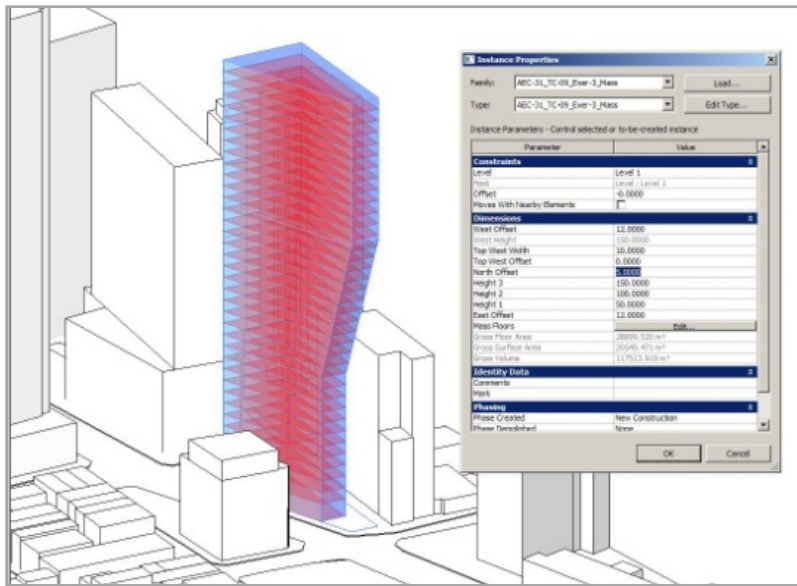 Instance Properties
Family: AEC-31_TC-09_Ever-3_Mass Load...
Type: AEC-31_TC-09_Ever-3_Mass Edit Type...
Instance Parameters - Control selected or to-be-created instance
Parameter Value
Constraints
Level Level 1
Host Level : Level 1
Offset -0.0000
Moves With Nearby Elements
Dimensions
West Offset 12.0000
West Height 150.0000
Top West Width 10.0000
Top West Offset 0.0000
North Offset 5.0000
Height 3 150.0000
Height 2 100.0000
Height 1 50.0000
East Offset 12.0000
Mass Floors Edit...
Gross Floor Area
Gross Surface Area
Gross Volume 117513.919 m³
Identity Data
Comments
Mark
Phasing
Phase Created New Construction
Phase Demolished None
OK Cancel